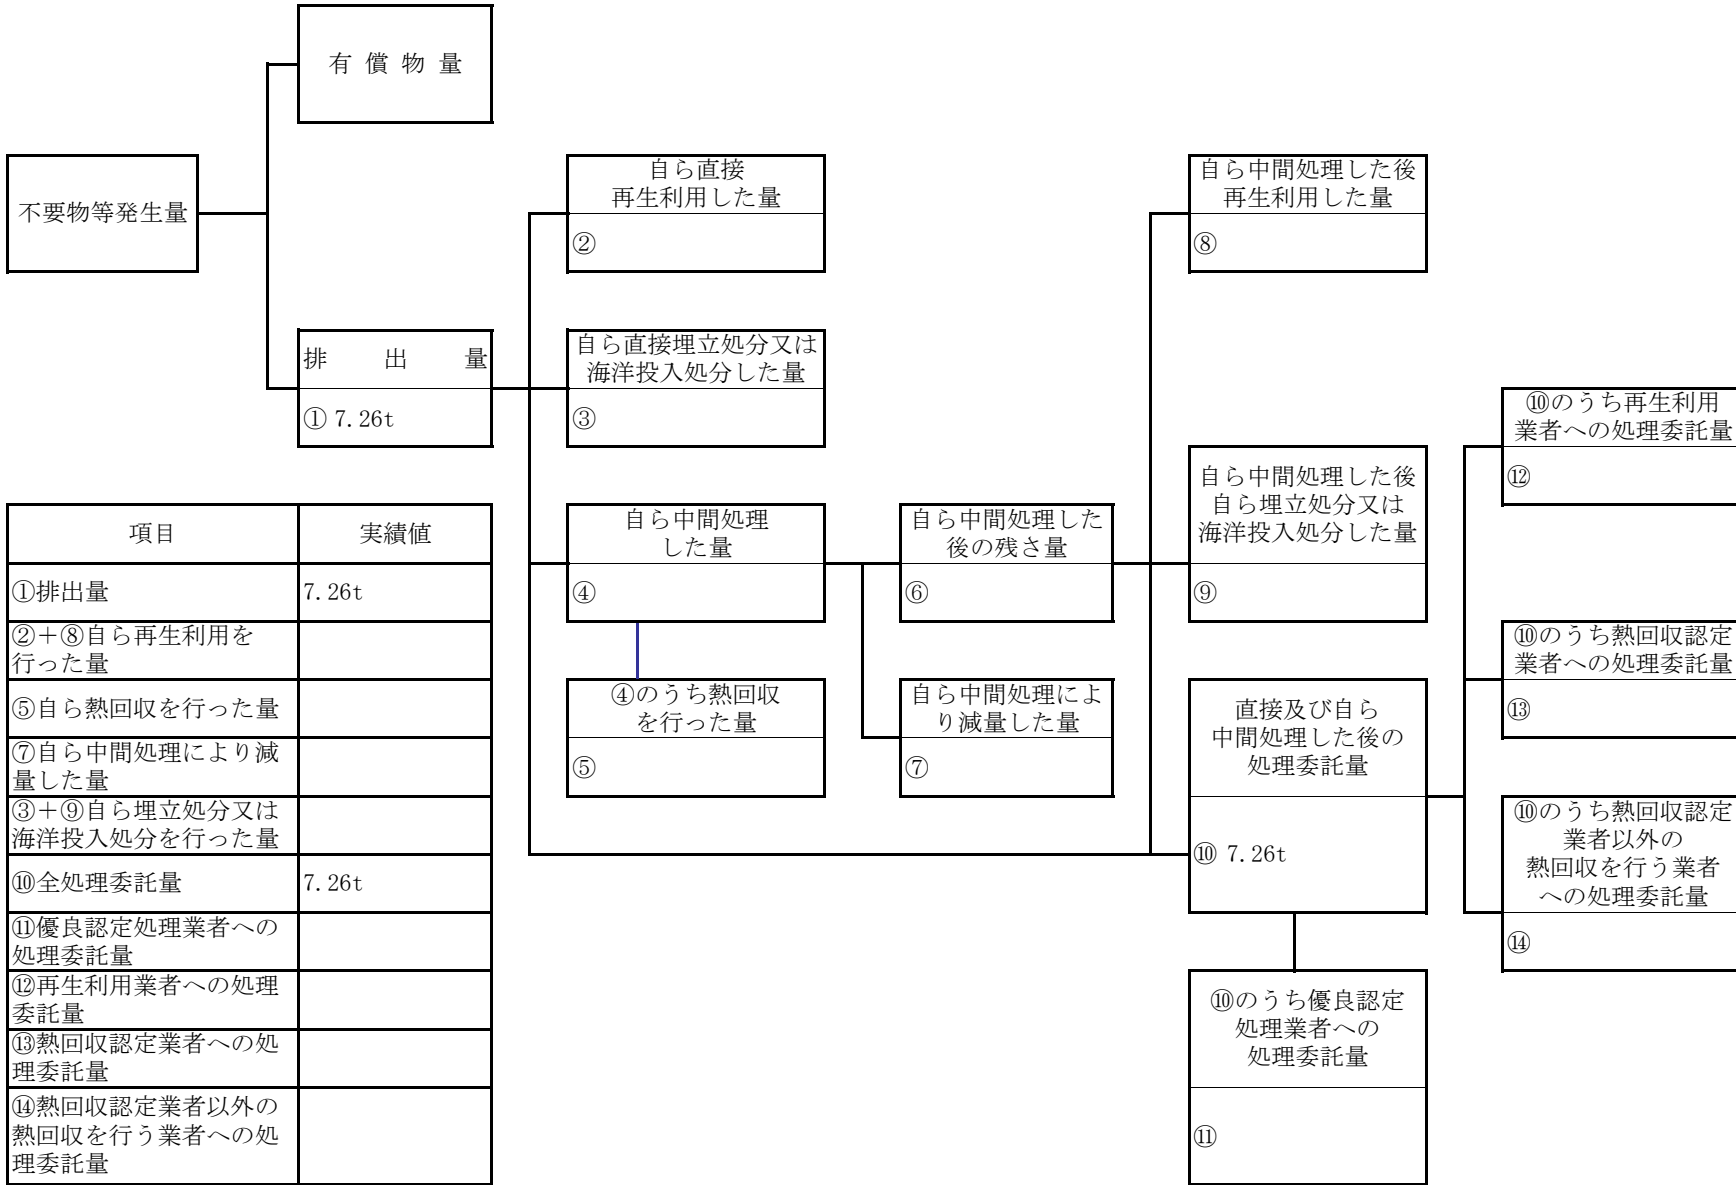 有 償 物 量
不要物等発生量
自ら直接
再生利用した量
②
自ら中間処理した後
再生利用した量
⑧
排 出 量
① 7.26t
自ら直接埋立処分又は
海洋投入処分した量
③
⑩のうち再生利用
業者への処理委託量
⑫
自ら中間処理した後
自ら埋立処分又は
海洋投入処分した量
⑨
自ら中間処理
した量
④
自ら中間処理した
後の残さ量
⑥
⑩のうち熱回収認定
業者への処理委託量
⑬
④のうち熱回収
を行った量
⑤
自ら中間処理によ
り減量した量
⑦
直接及び自ら
中間処理した後の
処理委託量
⑩ 7.26t
⑩のうち熱回収認定
業者以外の
熱回収を行う業者
への処理委託量
⑭
⑩のうち優良認定
処理業者への
処理委託量
⑪
項目 実績値
①排出量 7.26t
②＋⑧自ら再生利用を
行った量
⑤自ら熱回収を行った量
⑦自ら中間処理により減
量した量
③＋⑨自ら埋立処分又は
海洋投入処分を行った量
⑩全処理委託量 7.26t
⑪優良認定処理業者への
処理委託量
⑫再生利用業者への処理
委託量
⑬熱回収認定業者への処
理委託量
⑭熱回収認定業者以外の
熱回収を行う業者への処
理委託量